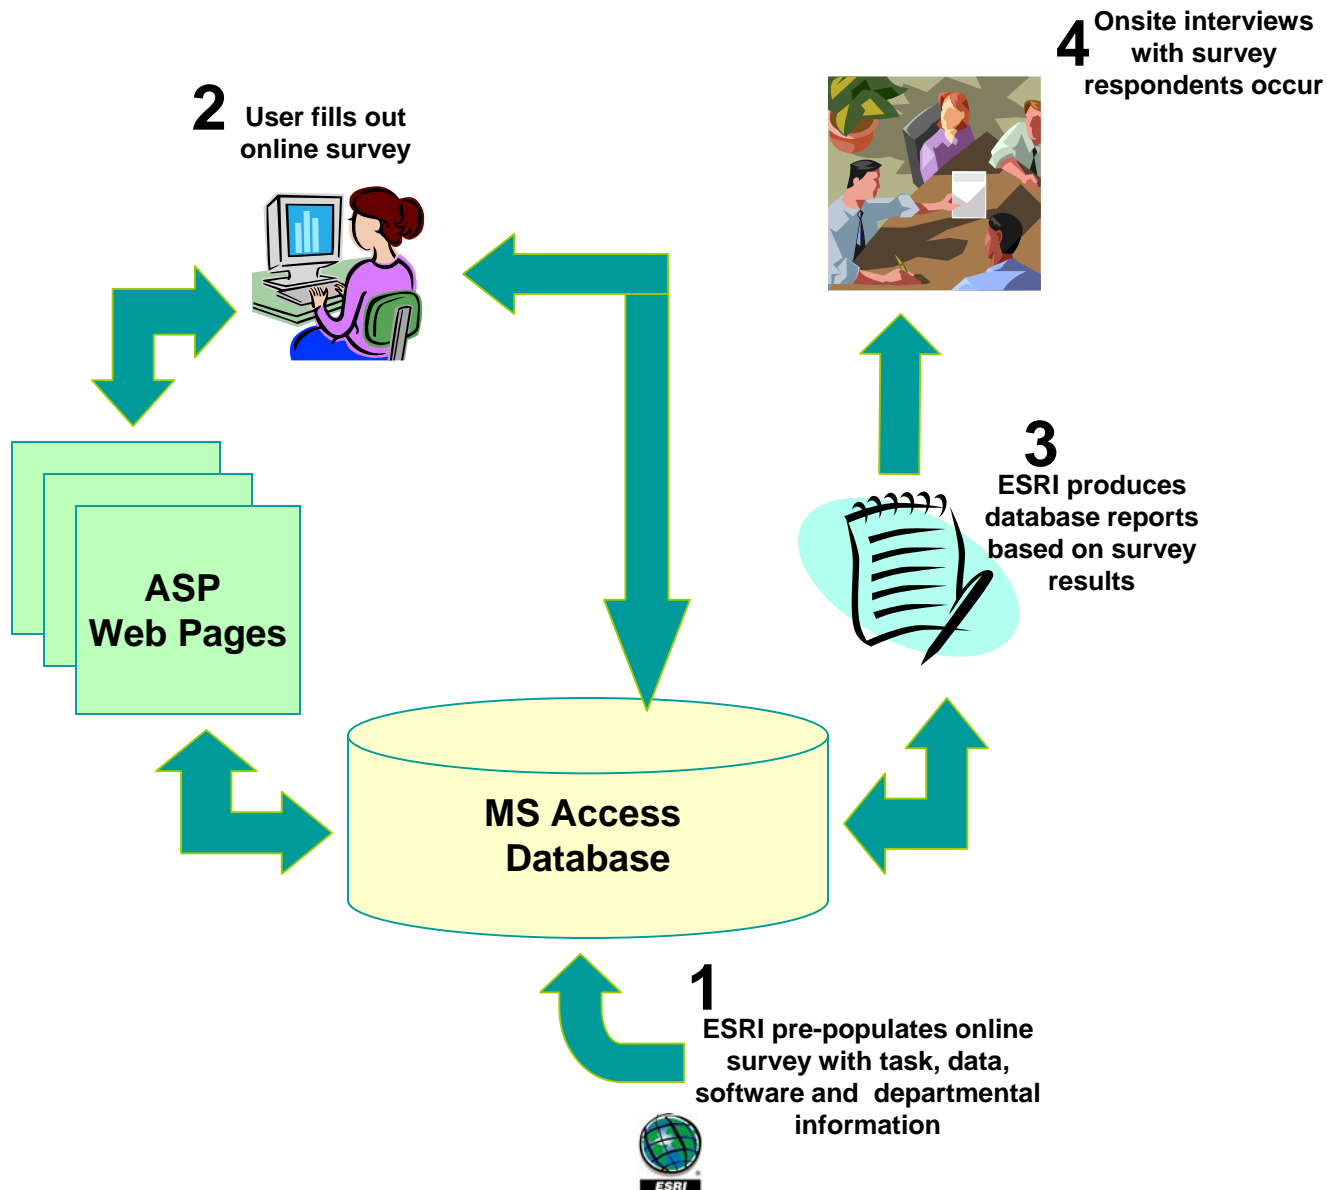 4
Onsite interviews
with survey
respondents occur
2
User fills out
online survey
3
ESRI produces
database reports
based on survey
results
ASP
Web Pages
MS Access
Database
1
ESRI pre-populates online
survey with task, data,
software and departmental
information
ESRI